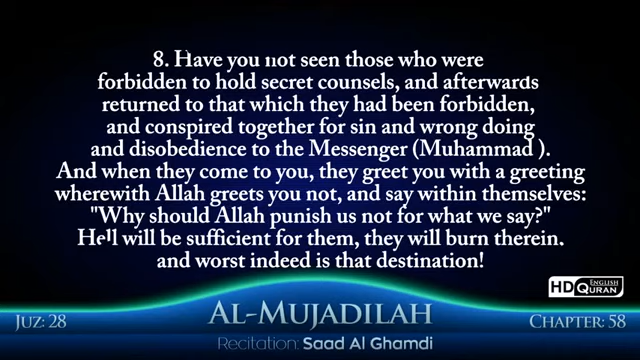 8. Have you not seen those who were
forbidden to hold secret counsels, and afterwards
returned to that which they had been forbidden,
and conspired together for sin and wrong doing
and disobedience to the Messenger (Muhammad ).
And when they come to you, they greet you with a greeting
wherewith Allah greets you not, and say within themselves:
"Why should Allah punish us not for what we say?"
Hell will be sufficient for them, they will burn therein.
and worst indeed is that destination!
HD ENGLISH QURAN
JUZ: 28
AL-MUJADILAH
CHAPTER: 58
Recitation: Saad Al Ghamdi